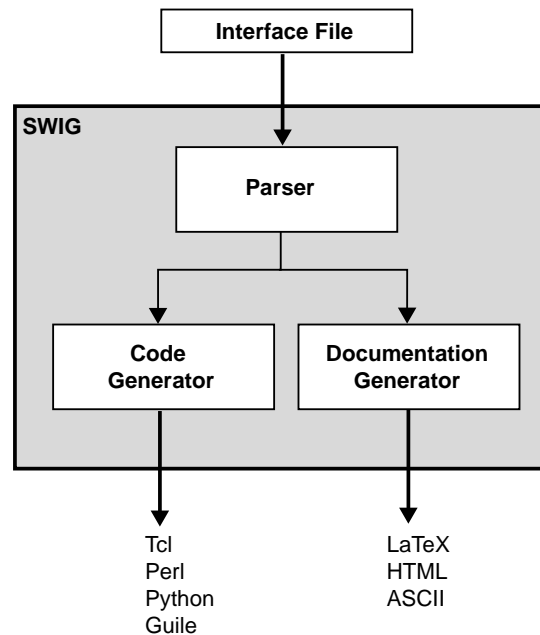 Interface File
SWIG
Parser
Code
Generator
Documentation
Generator
Tcl
Perl
Python
Guile
LaTeX
HTML
ASCII